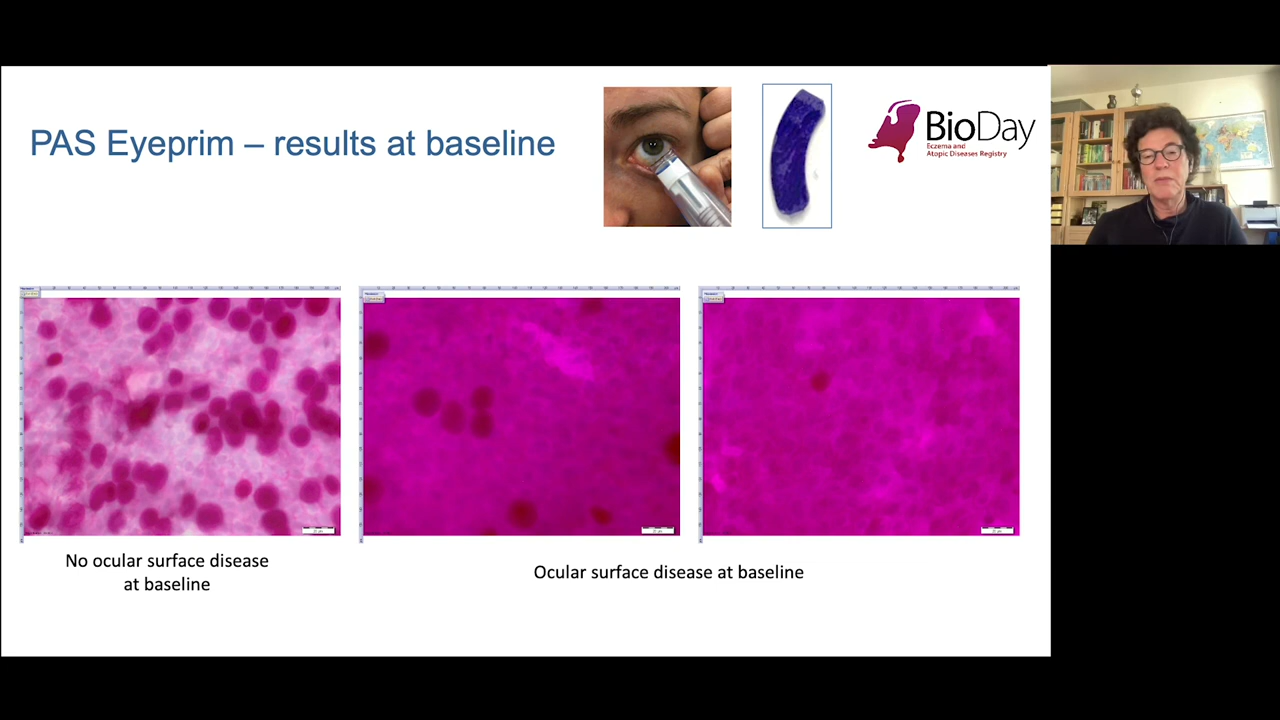 PAS Eyeprim – results at baseline
BioDay
Eczema and
Atopic Diseases Registry
No ocular surface disease
at baseline
Ocular surface disease at baseline